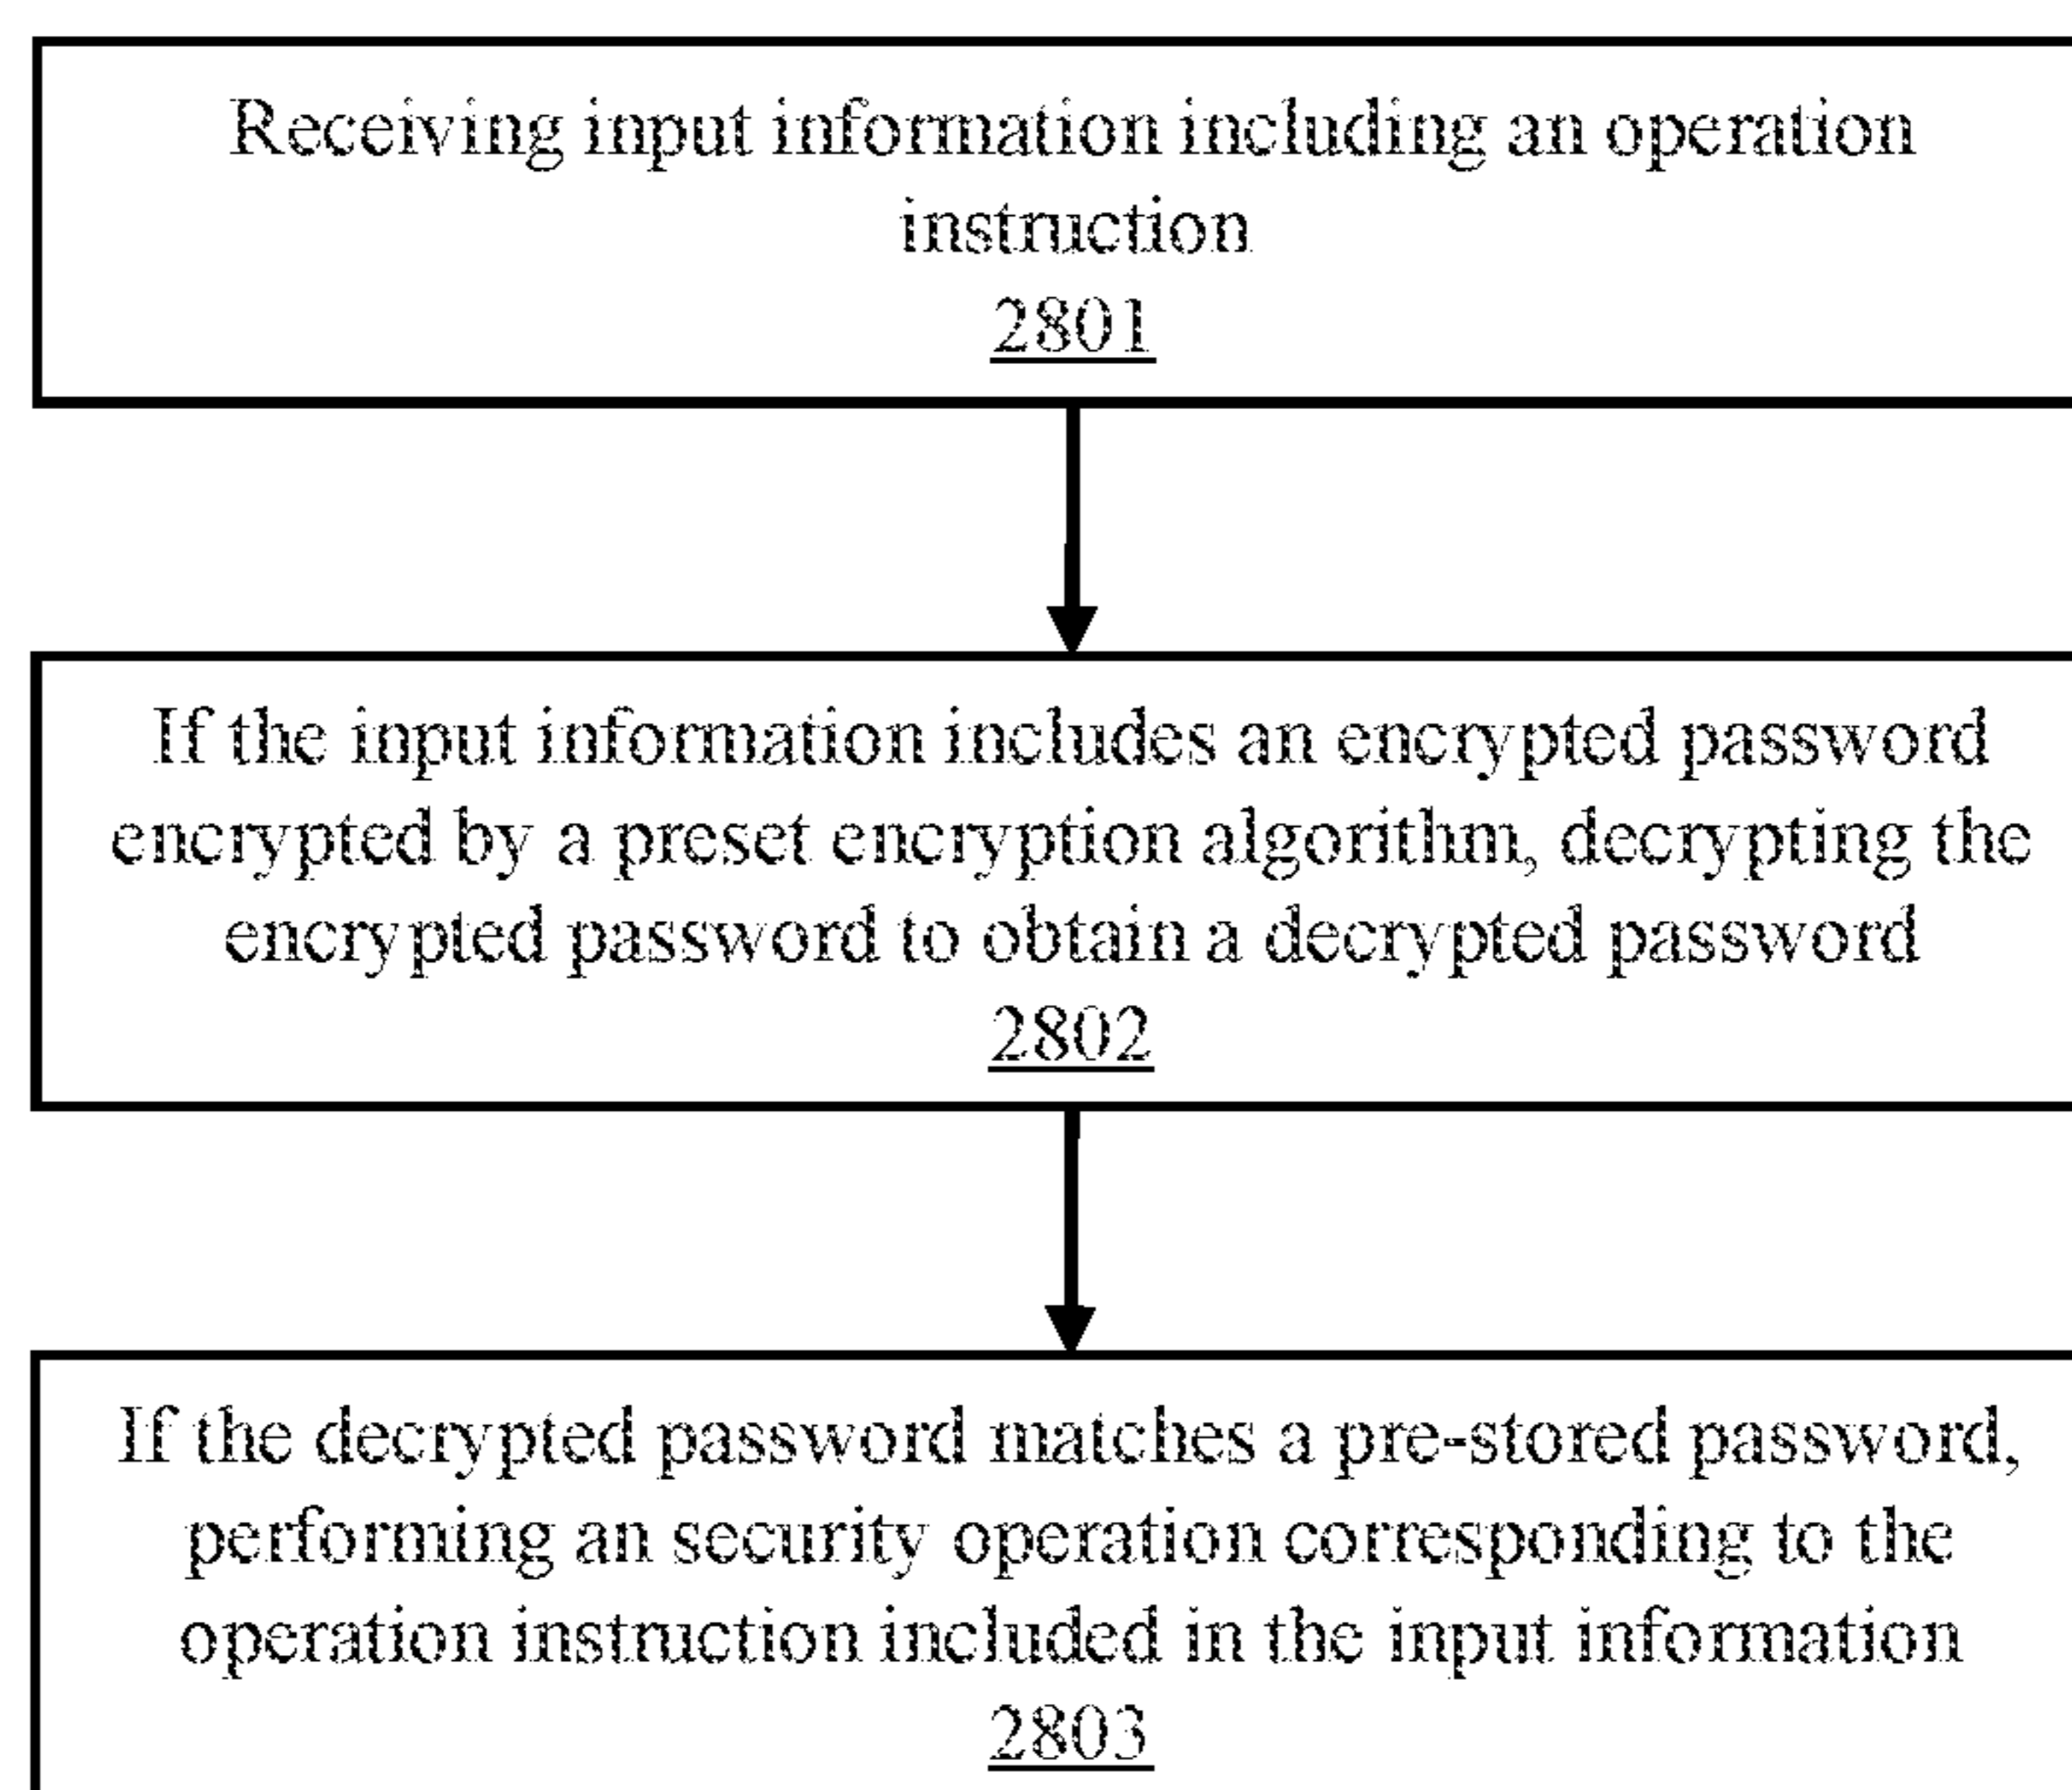 Receiving input information including an operation
instruction
2801
If the input information includes an encrypted password
encrypted by a preset encryption algorithm, decrypting the
encrypted password to obtain a decrypted password
2802
If the decrypted password matches a pre-stored password,
performing an security operation corresponding to the
operation instruction included in the input information
2803